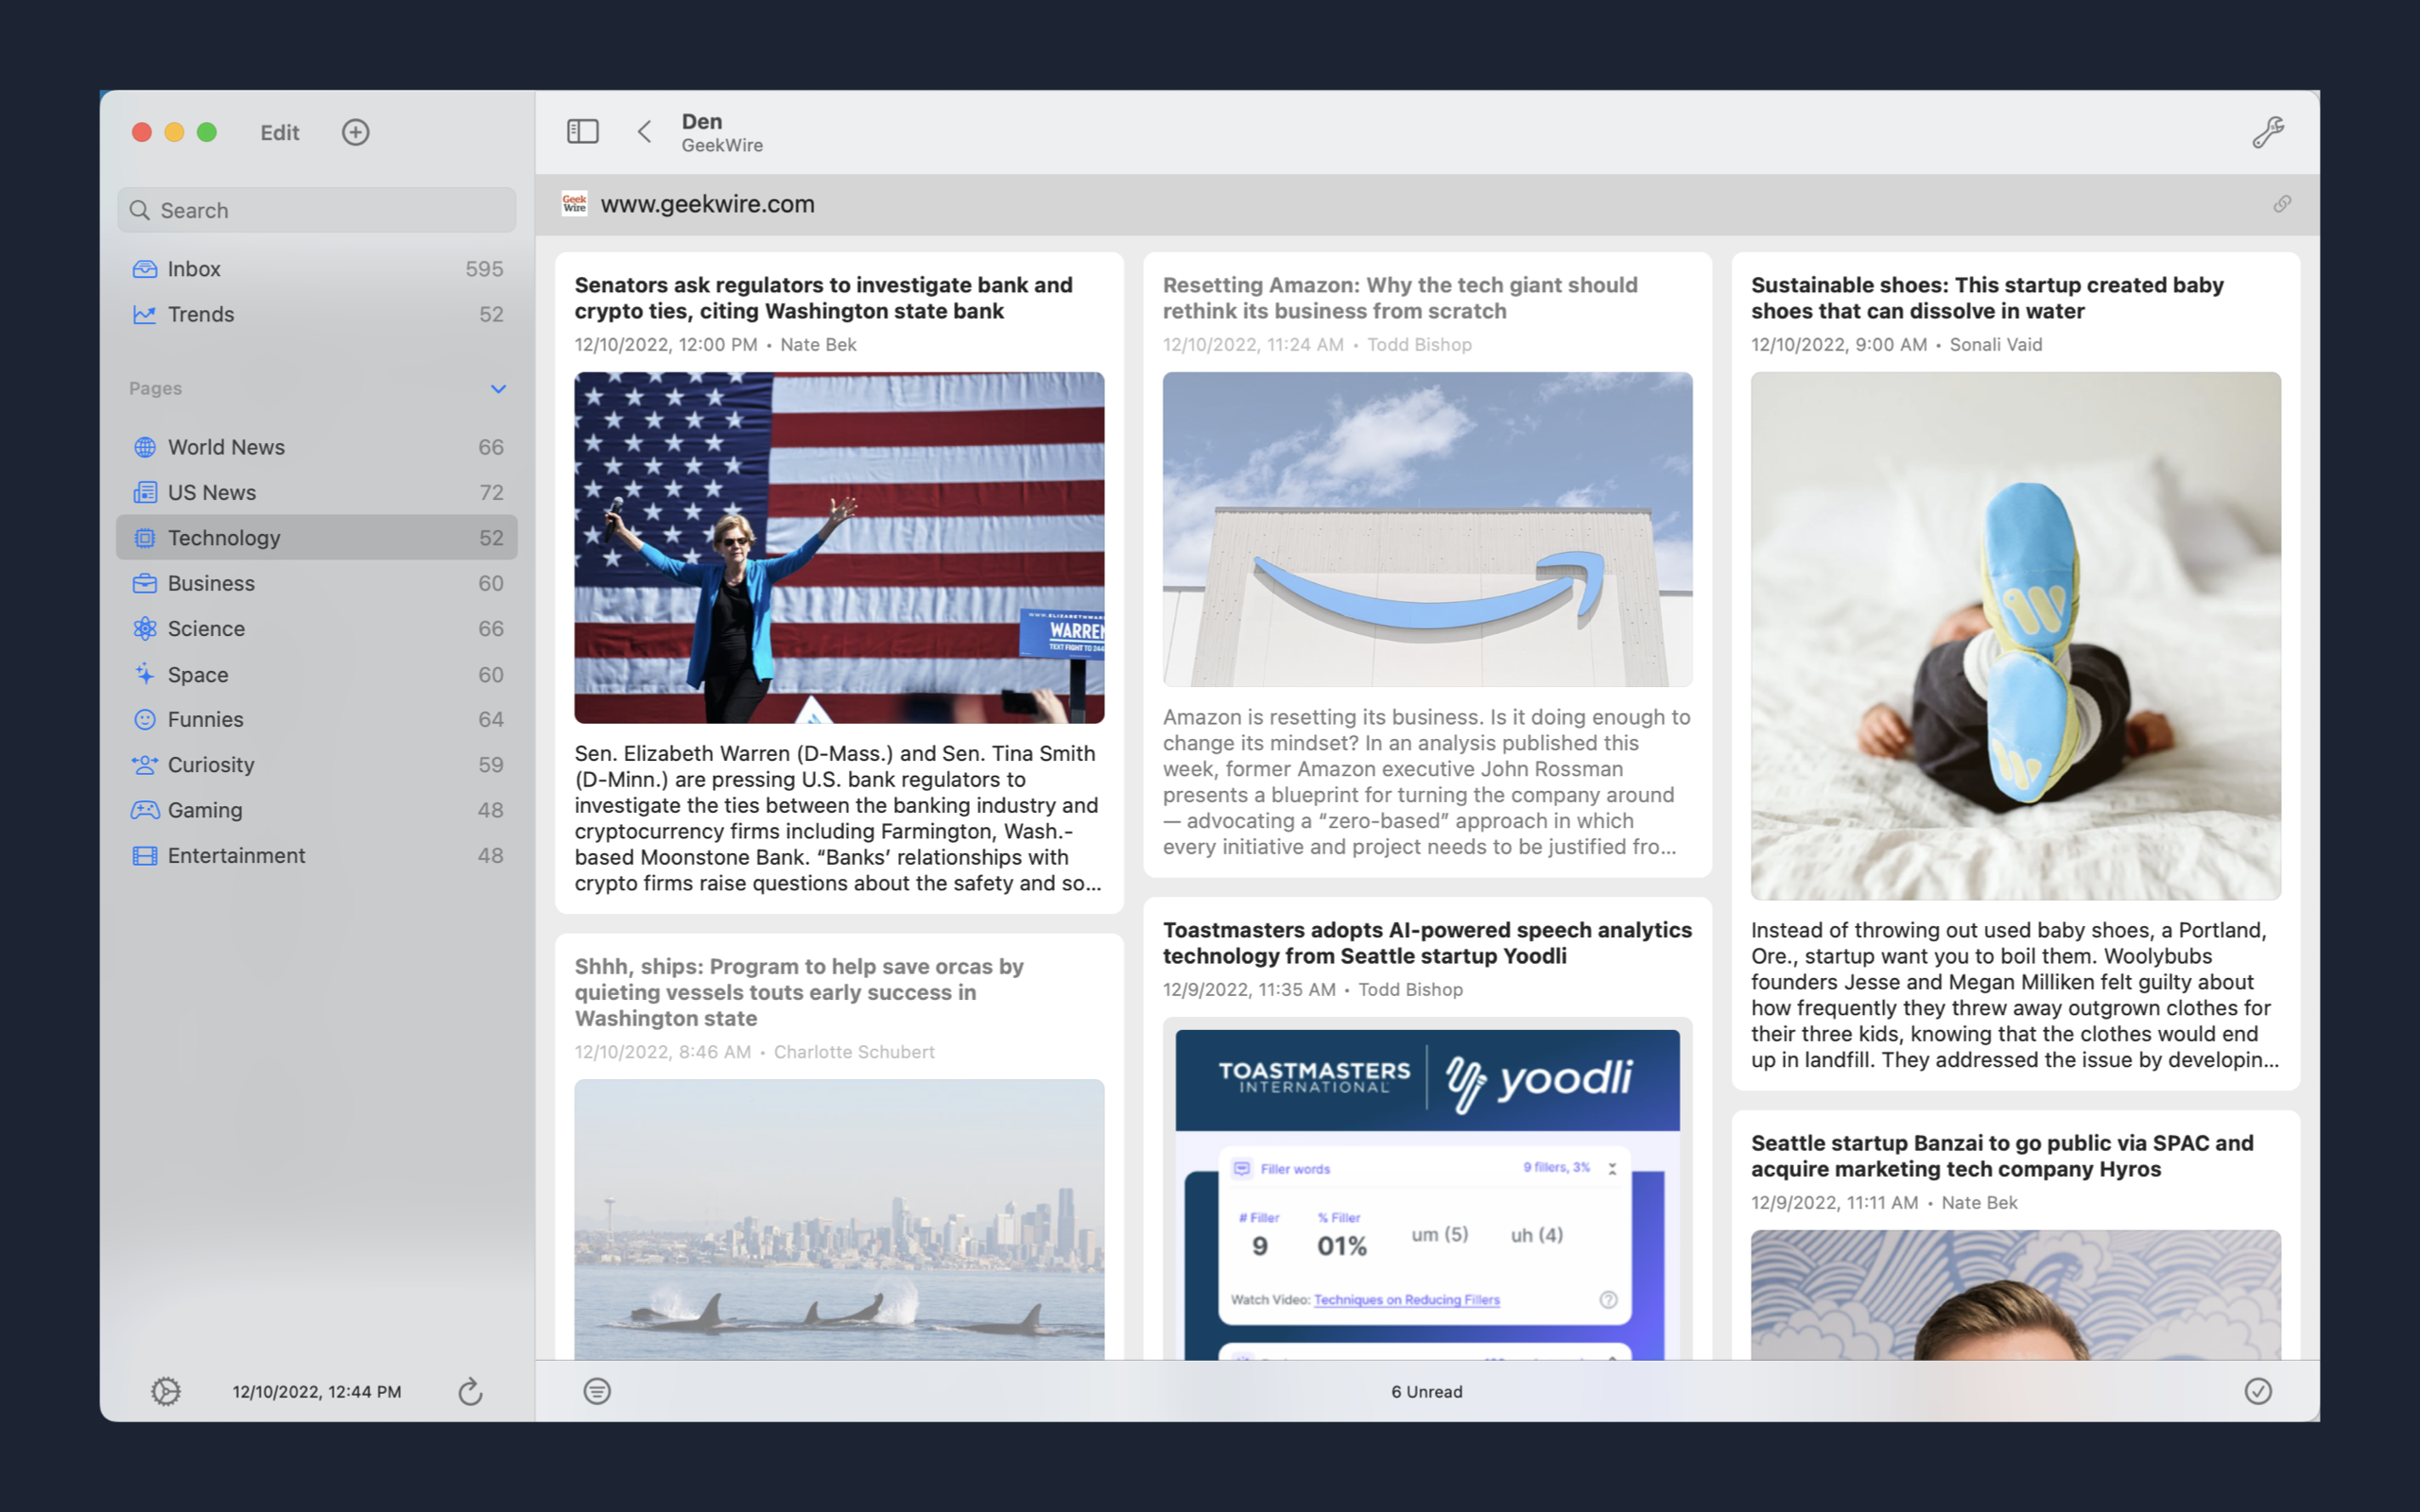 Edit
Search
Inbox 595
Trends 52
Pages
World News 66
US News 72
Technology 52
Business 60
Science 66
Space 60
Funnies 64
Curiosity 59
Gaming 48
Entertainment 48
12/10/2022, 12:44 PM
Den
GeekWire
Geek
Wire
www.geekwire.com
Senators ask regulators to investigate bank and
crypto ties, citing Washington state bank
12/10/2022, 12:00 PM • Nate Bek
WARREN
Sen. Elizabeth Warren (D-Mass.) and Sen. Tina Smith
(D-Minn.) are pressing U.S. bank regulators to
investigate the ties between the banking industry and
cryptocurrency firms including Farmington, Wash.-
based Moonstone Bank. “Banks’ relationships with
crypto firms raise questions about the safety and so...
Shhh, ships: Program to help save orcas by
quieting vessels touts early success in
Washington state
12/10/2022, 8:46 AM • Charlotte Schubert
Resetting Amazon: Why the tech giant should
rethink its business from scratch
12/10/2022, 11:24 AM • Todd Bishop
Amazon is resetting its business. Is it doing enough to
change its mindset? In an analysis published this
week, former Amazon executive John Rossman
presents a blueprint for turning the company around
— advocating a “zero-based” approach in which
every initiative and project needs to be justified fro...
Toastmasters adopts AI-powered speech analytics
technology from Seattle startup Yoodli
12/9/2022, 11:35 AM • Todd Bishop
TOASTMASTERS
INTERNATIONAL
yoodli
Filler words 9 fillers, 3%
# Filler % Filler
9 01% um (5) uh (4)
Watch Video: Techniques on Reducing Fillers
Sustainable shoes: This startup created baby
shoes that can dissolve in water
12/10/2022, 9:00 AM • Sonali Vaid
Instead of throwing out used baby shoes, a Portland,
Ore., startup want you to boil them. Woolybubs
founders Jesse and Megan Milliken felt guilty about
how frequently they threw away outgrown clothes for
their three kids, knowing that the clothes would end
up in landfill. They addressed the issue by developin...
Seattle startup Banzai to go public via SPAC and
acquire marketing tech company Hyros
12/9/2022, 11:11 AM • Nate Bek
6 Unread